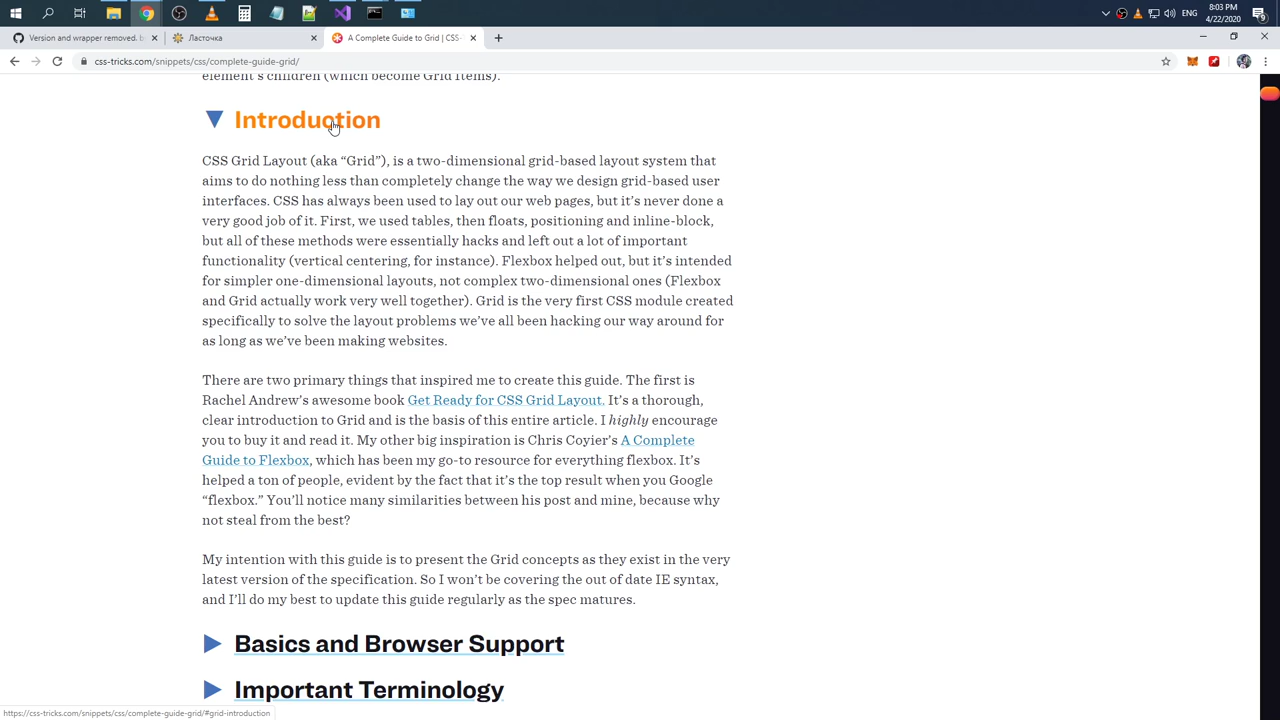 8:03 PM
ENG
4/22/2020
9
Version and wrapper removed. b
Ласточка
A Complete Guide to Grid | CSS-
css-tricks.com/snippets/css/complete-guide-grid/
element’s children (which become Grid Items).
Introduction
CSS Grid Layout (aka “Grid”), is a two-dimensional grid-based layout system that
aims to do nothing less than completely change the way we design grid-based user
interfaces. CSS has always been used to lay out our web pages, but it’s never done a
very good job of it. First, we used tables, then floats, positioning and inline-block,
but all of these methods were essentially hacks and left out a lot of important
functionality (vertical centering, for instance). Flexbox helped out, but it’s intended
for simpler one-dimensional layouts, not complex two-dimensional ones (Flexbox
and Grid actually work very well together). Grid is the very first CSS module created
specifically to solve the layout problems we’ve all been hacking our way around for
as long as we’ve been making websites.
There are two primary things that inspired me to create this guide. The first is
Rachel Andrew’s awesome book Get Ready for CSS Grid Layout. It’s a thorough,
clear introduction to Grid and is the basis of this entire article. I highly encourage
you to buy it and read it. My other big inspiration is Chris Coyier’s A Complete
Guide to Flexbox, which has been my go-to resource for everything flexbox. It’s
helped a ton of people, evident by the fact that it’s the top result when you Google
“flexbox.” You’ll notice many similarities between his post and mine, because why
not steal from the best?
My intention with this guide is to present the Grid concepts as they exist in the very
latest version of the specification. So I won’t be covering the out of date IE syntax,
and I’ll do my best to update this guide regularly as the spec matures.
Basics and Browser Support
Important Terminology
https://css-tricks.com/snippets/css/complete-guide-grid/#grid-introduction